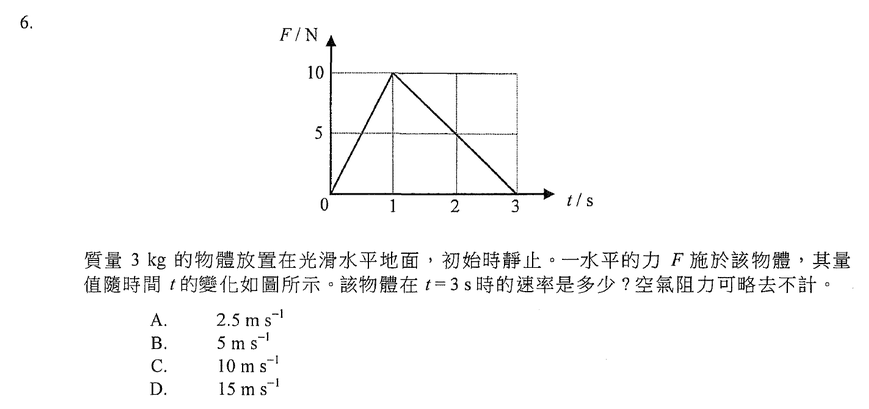 6.
F / N
10
5
0 1 2 3 t / s
質量 3 kg 的物體放置在光滑水平地面，初始時靜止。一水平的力 F 施於該物體，其量
值隨時間 t 的變化如圖所示。該物體在 t = 3 s 時的速率是多少？空氣阻力可略去不計。
A. 2.5 m s⁻¹
B. 5 m s⁻¹
C. 10 m s⁻¹
D. 15 m s⁻¹